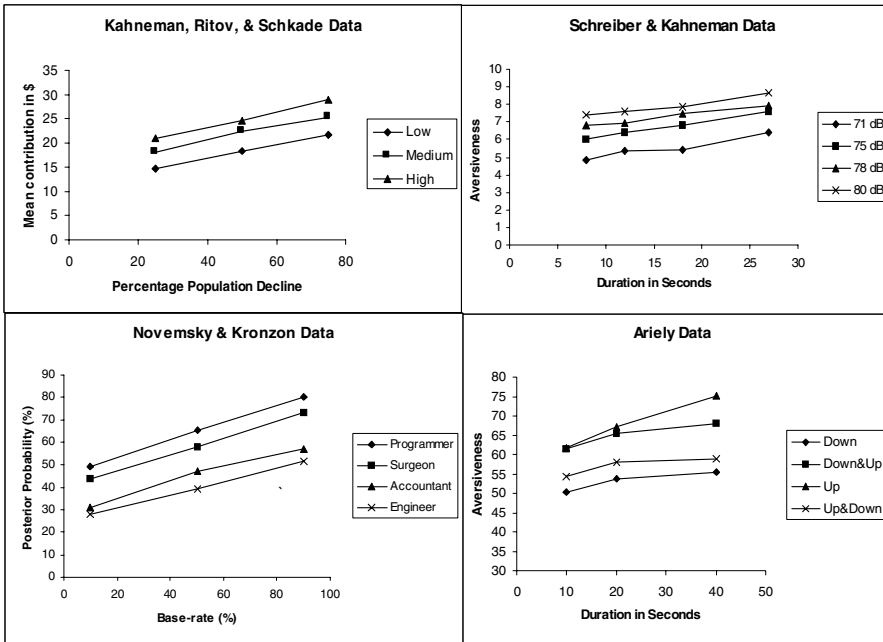 Kahneman, Ritov, & Schkade Data
Mean contribution in $
35
30
25
20
15
10
5
0
0 20 40 60 80
Percentage Population Decline
Low
Medium
High
Schreiber & Kahneman Data
Aversiveness
9
8
7
6
5
4
3
2
1
0
0 5 10 15 20 25 30
Duration in Seconds
71 dB
75 dB
78 dB
80 dB
Novemsky & Kronzon Data
Posterior Probability (%)
90
80
70
60
50
40
30
20
10
0
0 20 40 60 80 100
Base-rate (%)
Programmer
Surgeon
Accountant
Engineer
Ariely Data
Aversiveness
80
75
70
65
60
55
50
45
40
35
30
0 10 20 30 40 50
Duration in Seconds
Down
Down&Up
Up
Up&Down